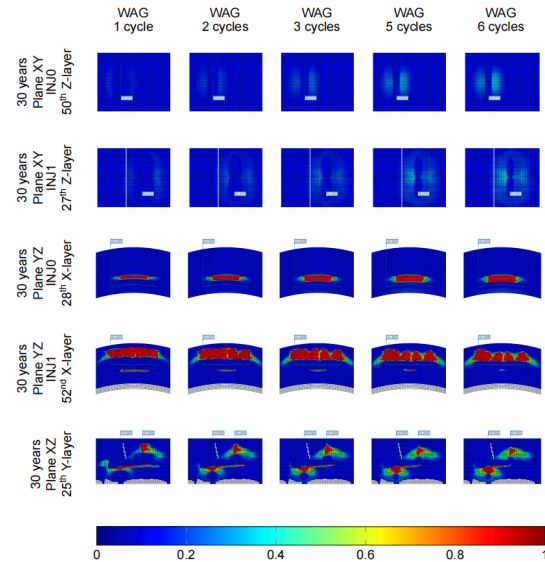 WAG WAG WAG WAG WAG
1 cycle 2 cycles 3 cycles 5 cycles 6 cycles
30 years
Plane XY
INJ0
50th Z-layer
30 years
Plane XY
INJ1
27th Z-layer
30 years
Plane YZ
INJ0
28th X-layer
30 years
Plane YZ
INJ1
52nd X-layer
30 years
Plane XZ
25th Y-layer
0 0.2 0.4 0.6 0.8 1